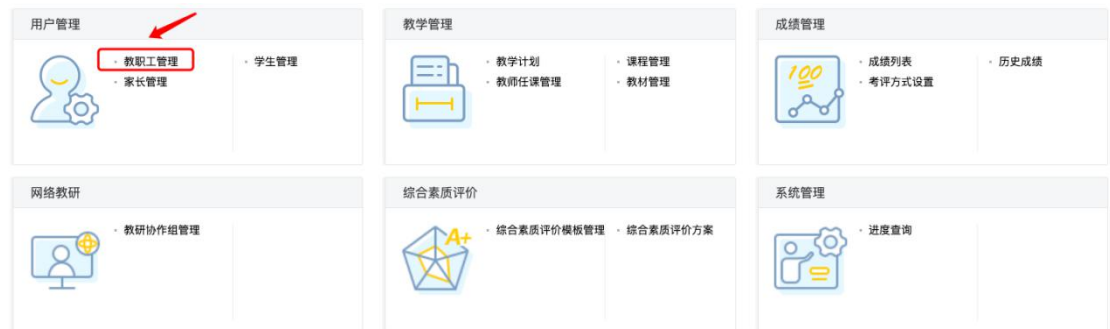 用户管理
教职工管理
学生管理
家长管理
教学管理
教学计划
课程管理
教师任课管理
教材管理
成绩管理
100
成绩列表
历史成绩
考评方式设置
网络教研
教研协作组管理
综合素质评价
A+
综合素质评价模板管理
综合素质评价方案
系统管理
进度查询